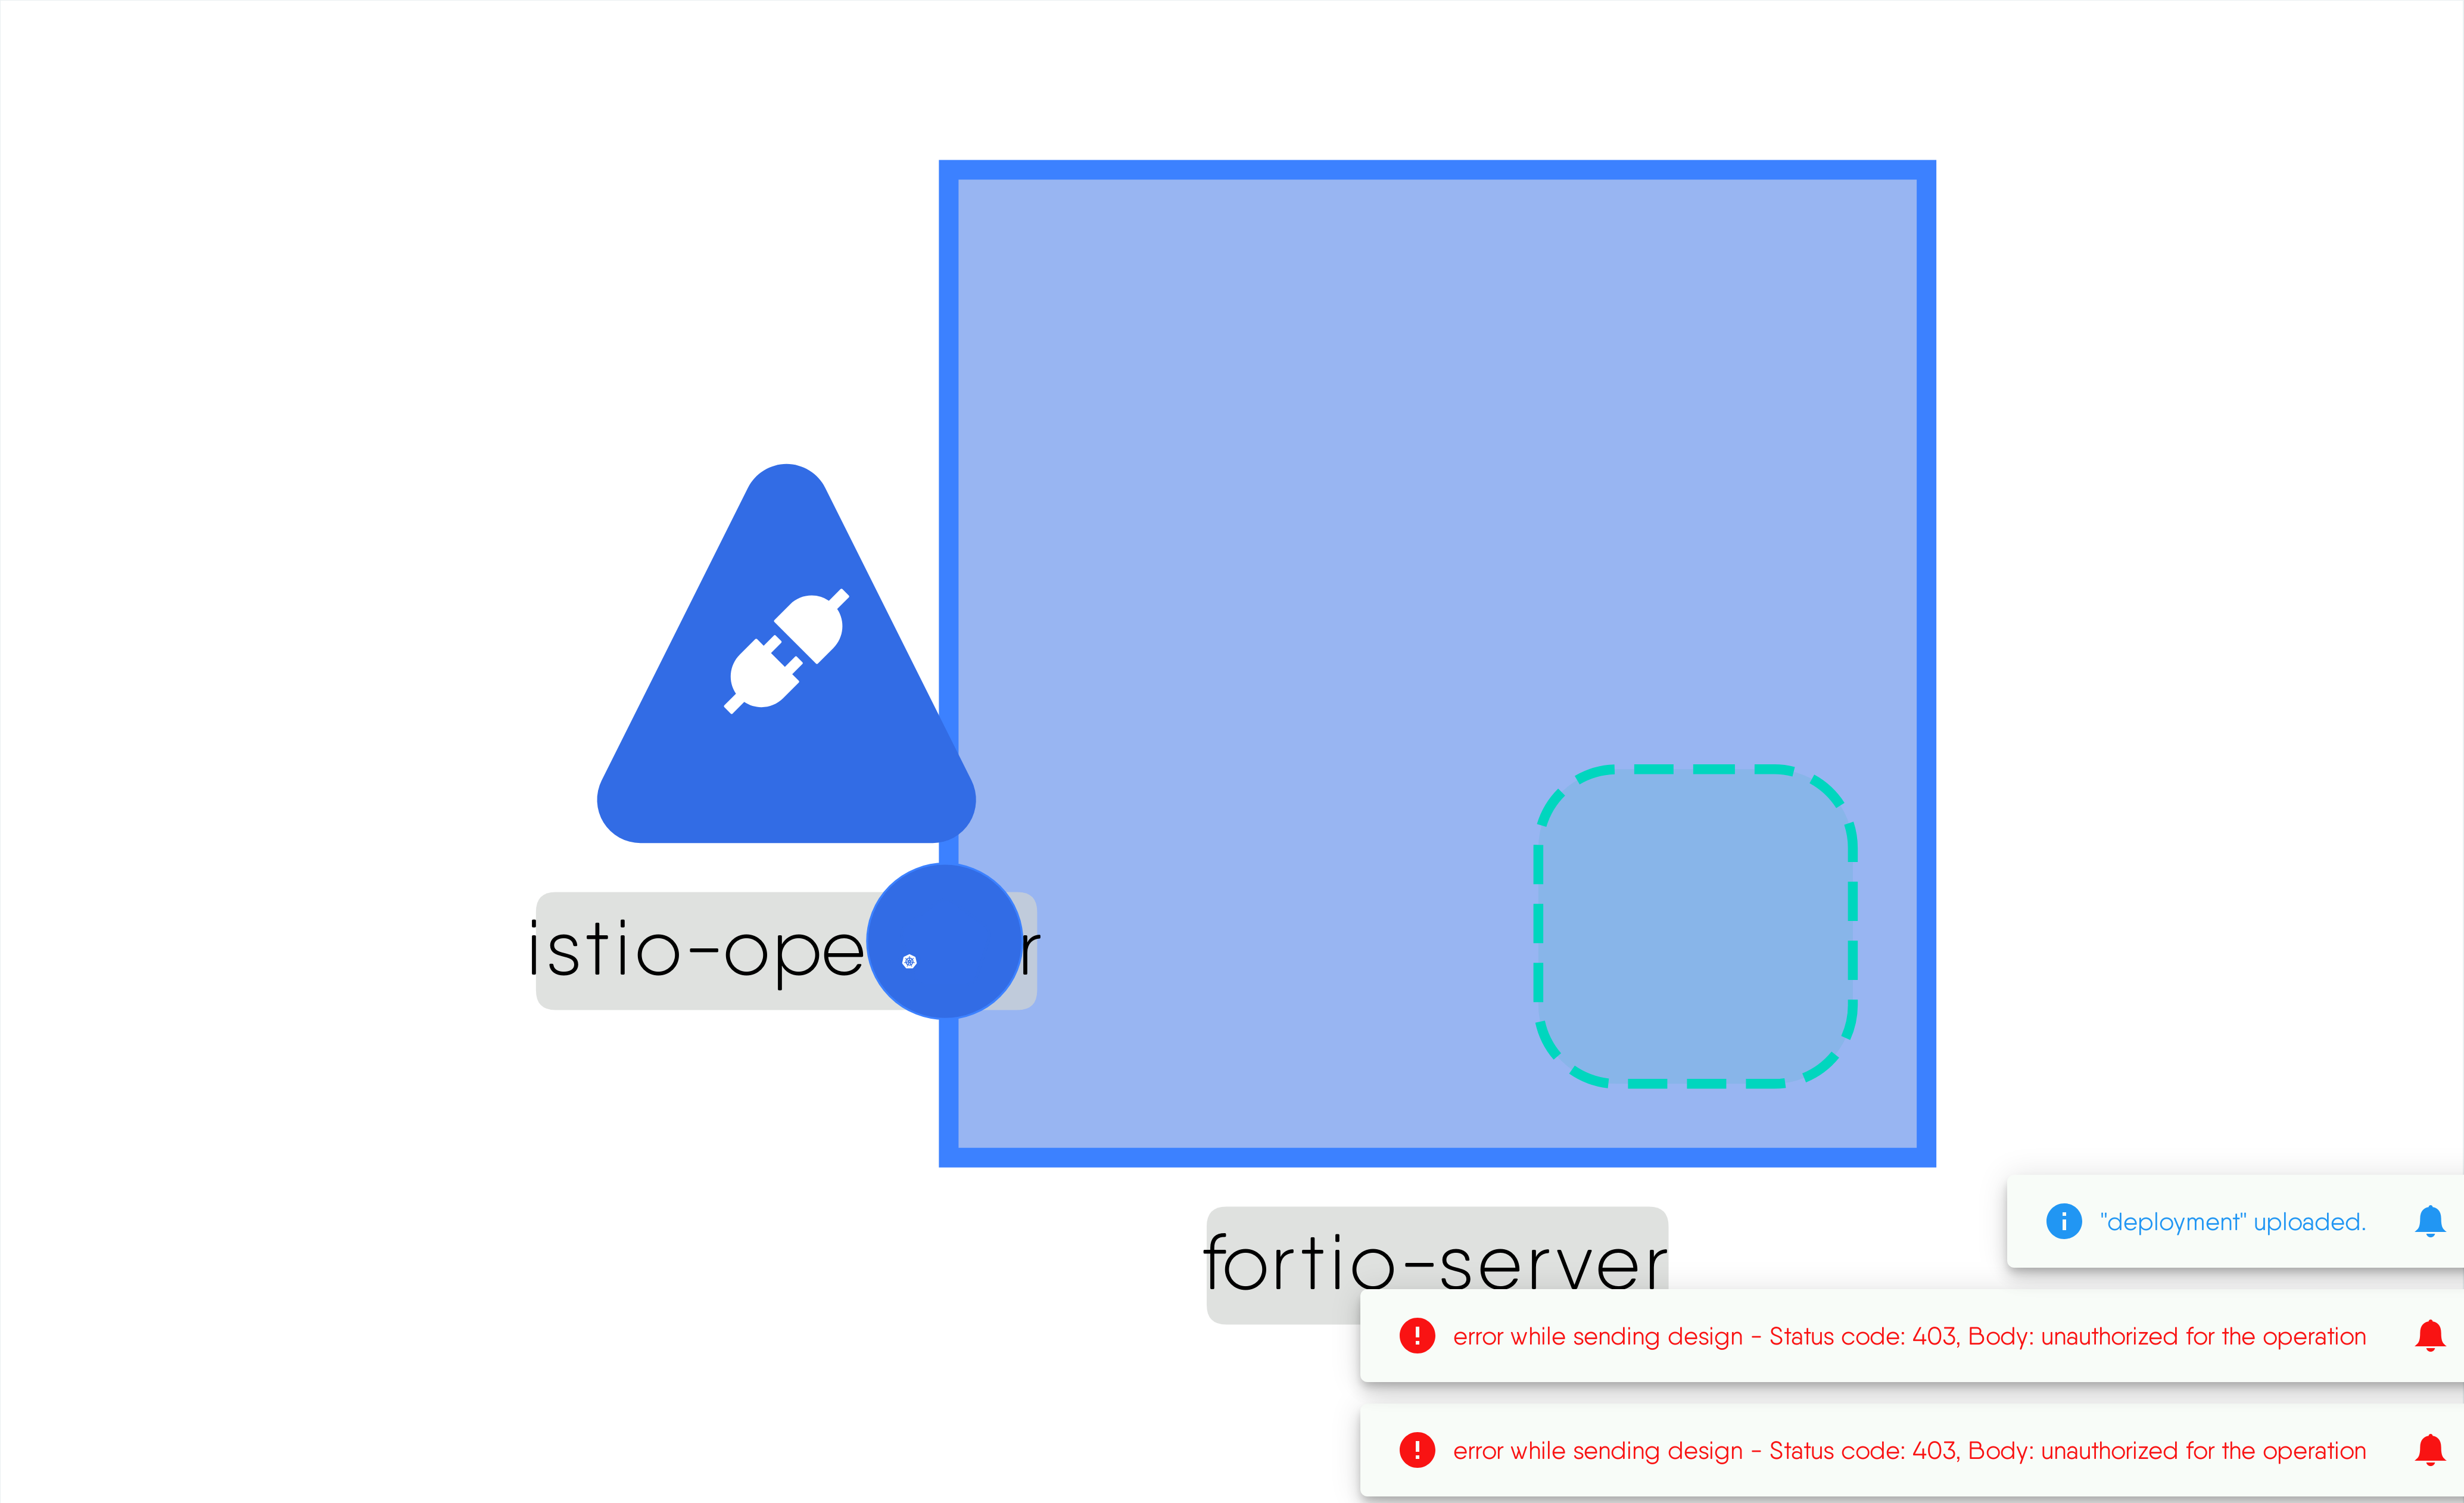 istio-ope r
fortio-server
"deployment" uploaded.
error while sending design - Status code: 403, Body: unauthorized for the operation
error while sending design - Status code: 403, Body: unauthorized for the operation